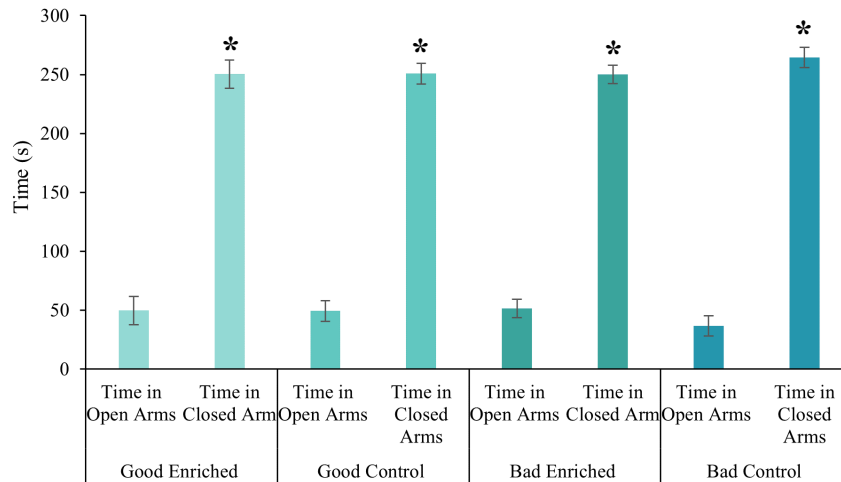 300
250
200
150
100
50
0
Time (s)
*
*
*
*
Time in
Open Arms
Time in
Closed Arm
Time in
Open Arms
Time in
Closed
Arms
Time in
Open Arms
Time in
Closed Arm
Time in
Open Arms
Time in
Closed
Arms
Good Enriched
Good Control
Bad Enriched
Bad Control